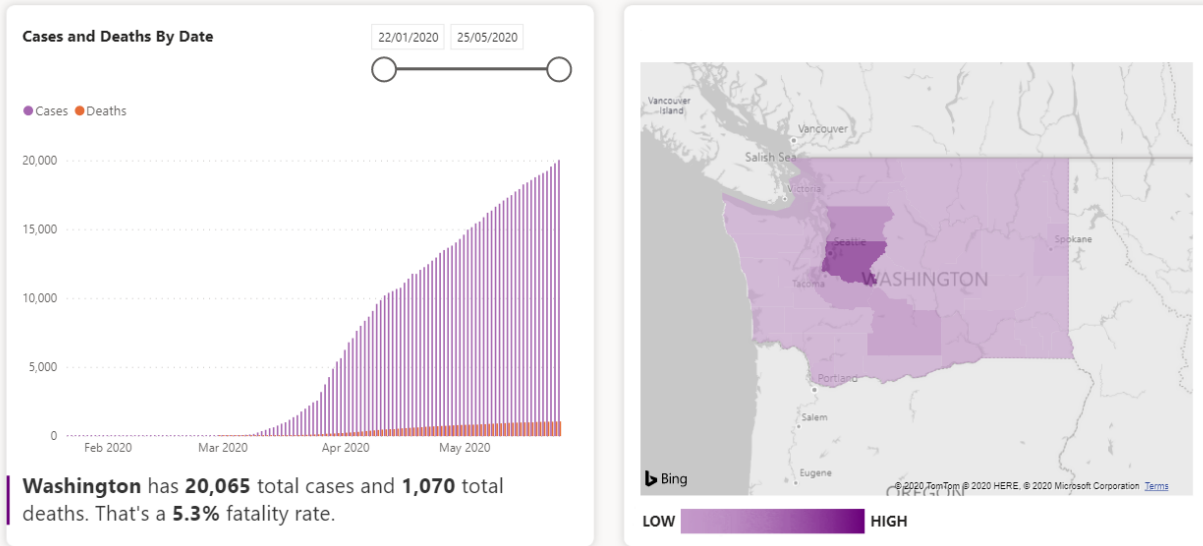 Cases and Deaths By Date
22/01/2020 25/05/2020
Cases Deaths
20,000
15,000
10,000
5,000
0
Feb 2020 Mar 2020 Apr 2020 May 2020
Washington has 20,065 total cases and 1,070 total
deaths. That's a 5.3% fatality rate.
Vancouver
Island
Vancouver
Salish Sea
Victoria
Seattle
Spokane
WASHINGTON
Tacoma
Portland
Salem
Eugene
OREGON
Bing
© 2020 TomTom © 2020 HERE, © 2020 Microsoft Corporation Terms
LOW HIGH